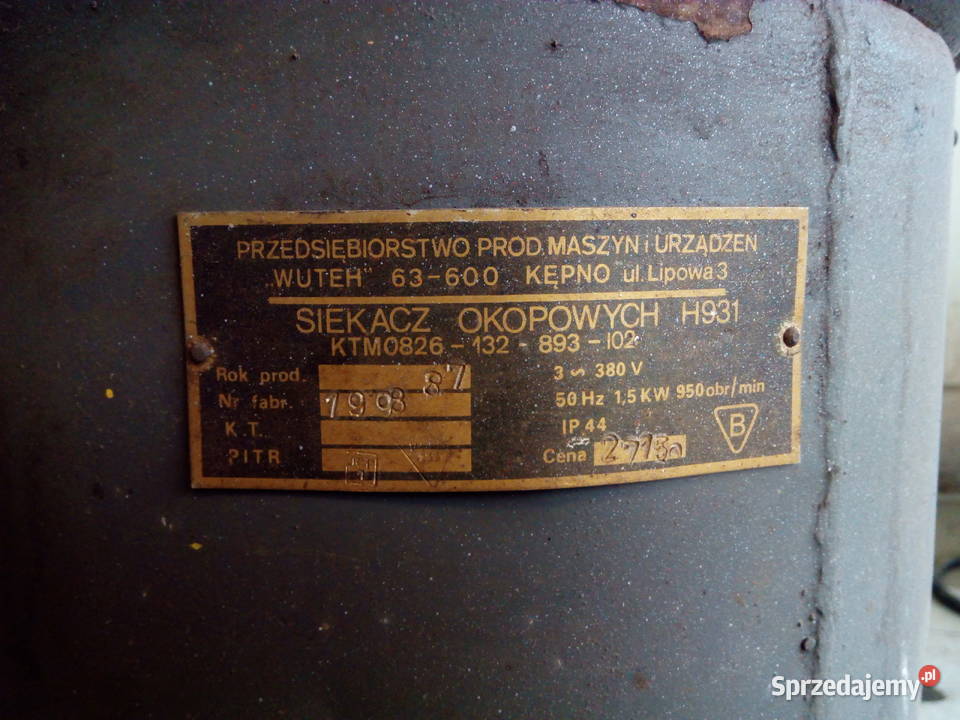 PRZEDSIĘBIORSTWO PROD. MASZYN i URZĄDZEŃ
„WUTEH” 63-600 KĘPNO ul. Lipowa 3
SIEKACZ OKOPOWYCH H931
KTM0826-132-893-102
Rok prod. 87
3 ~ 380 V
Nr fabr. 1998
50 Hz 1,5 KW 950 obr/min
K.T.
IP 44
B
PITR
Cena
Sprzedajemy.pl